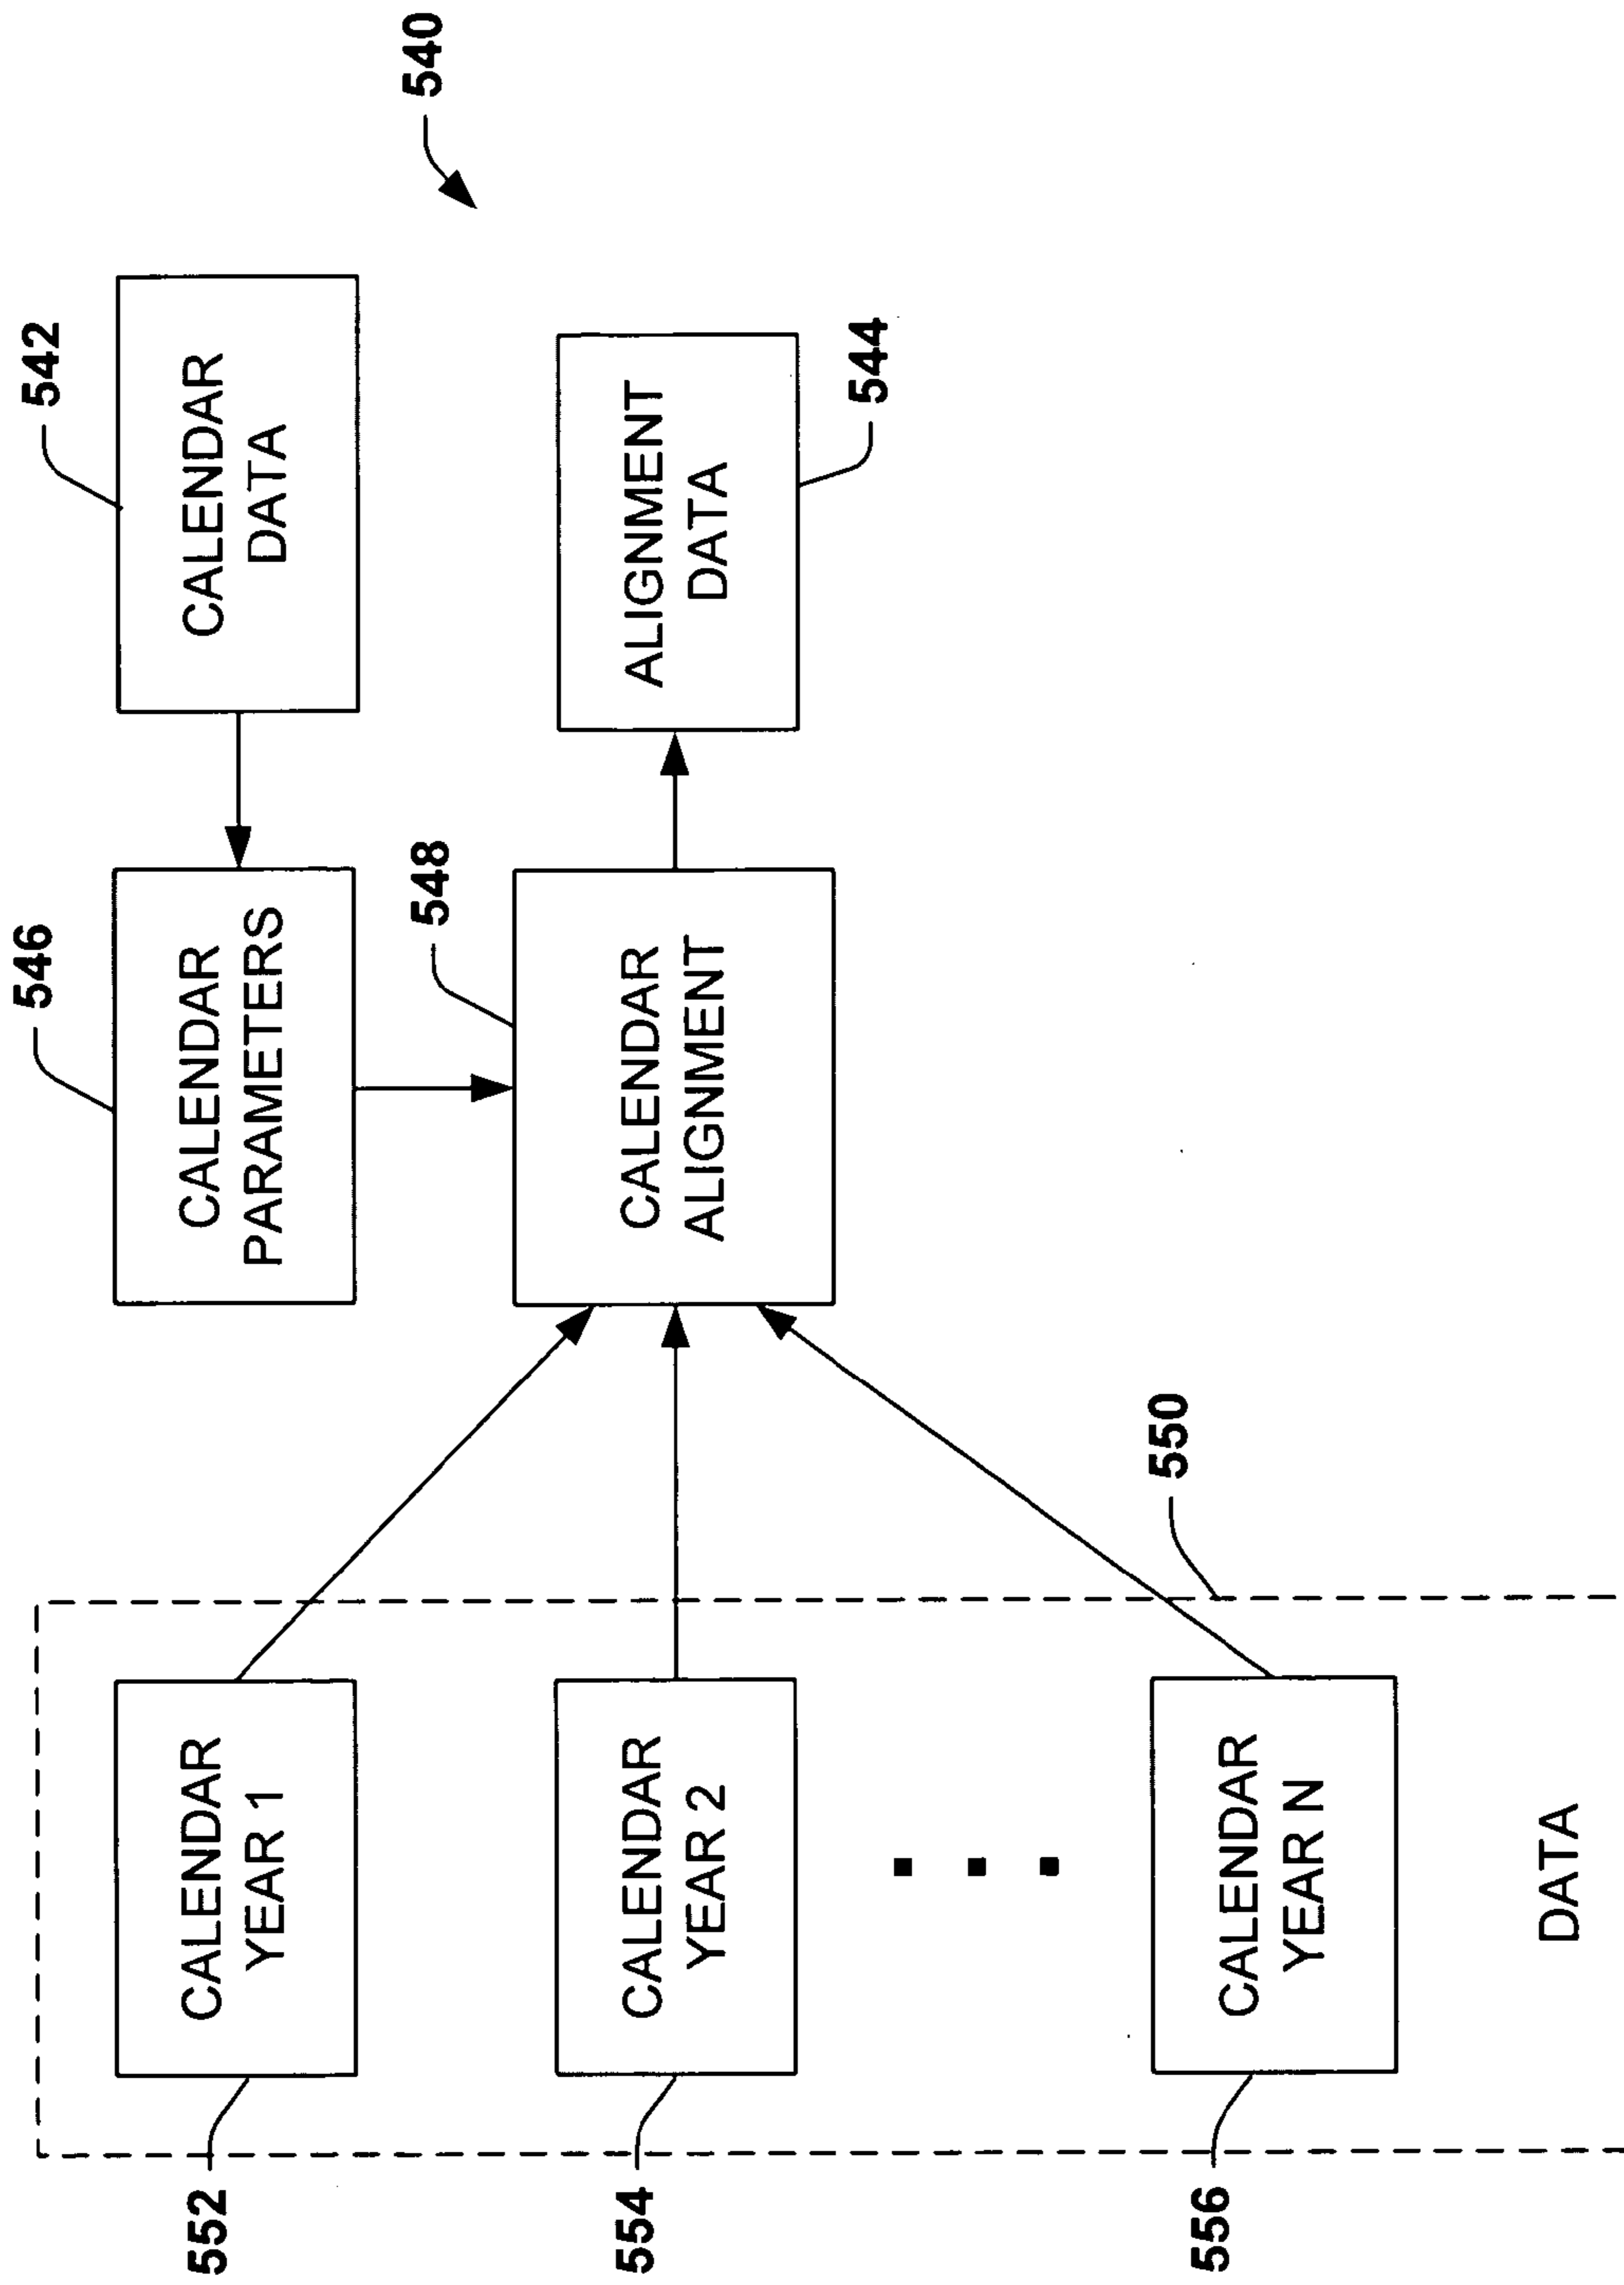 552
CALENDAR
YEAR 1
546
CALENDAR
PARAMETERS
542
CALENDAR
DATA
540
554
CALENDAR
YEAR 2
548
CALENDAR
ALIGNMENT
ALIGNMENT
DATA
544
556
CALENDAR
YEAR N
550
DATA